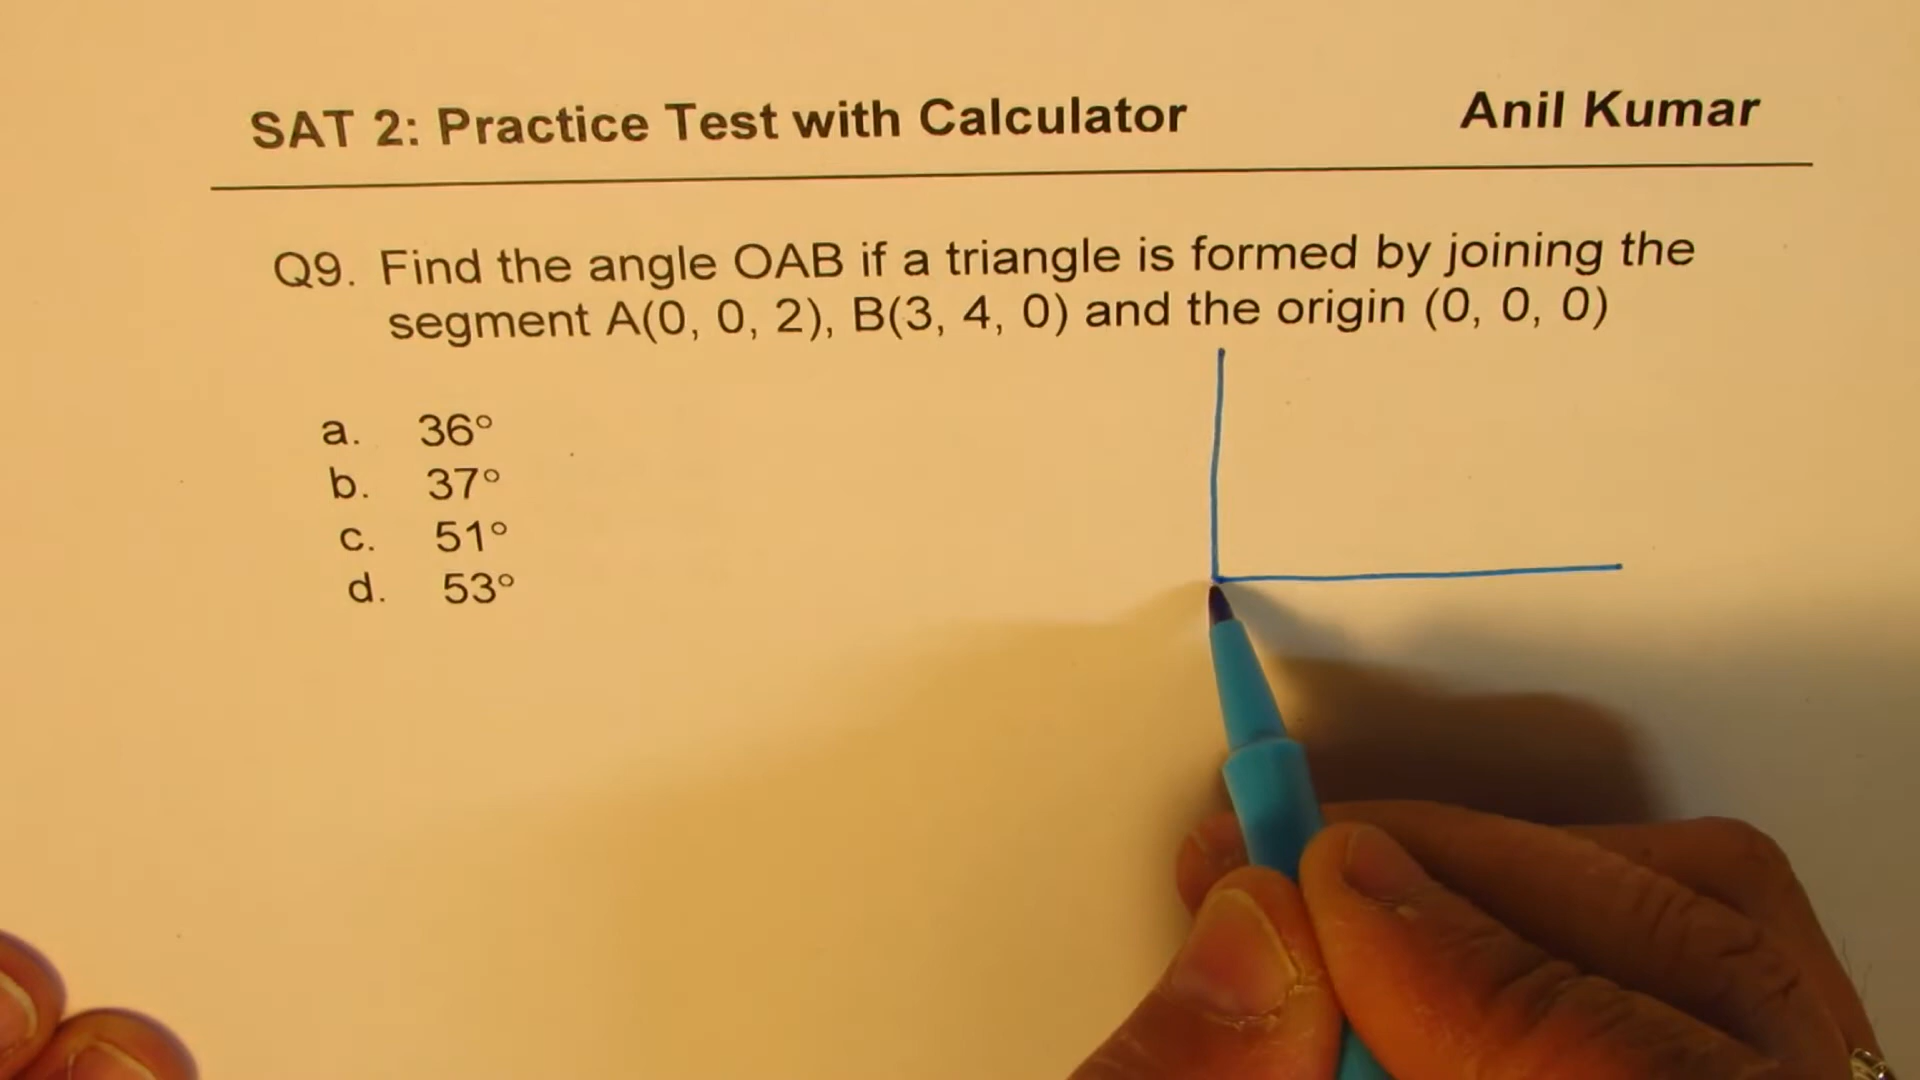 SAT 2: Practice Test with Calculator Anil Kumar
Q9. Find the angle OAB if a triangle is formed by joining the
segment A(0, 0, 2), B(3, 4, 0) and the origin (0, 0, 0)
a. 36°
b. 37°
c. 51°
d. 53°